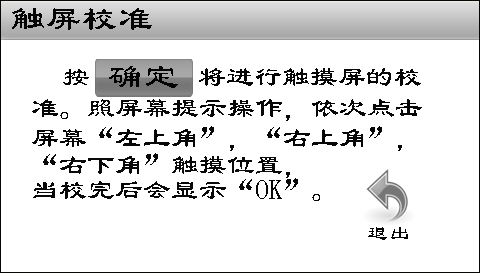 触屏校准
按 确定 将进行触摸屏的校
准。照屏幕提示操作，依次点击
屏幕“左上角”，“右上角”，
“右下角”触摸位置，
当校完后会显示“OK”。
退出